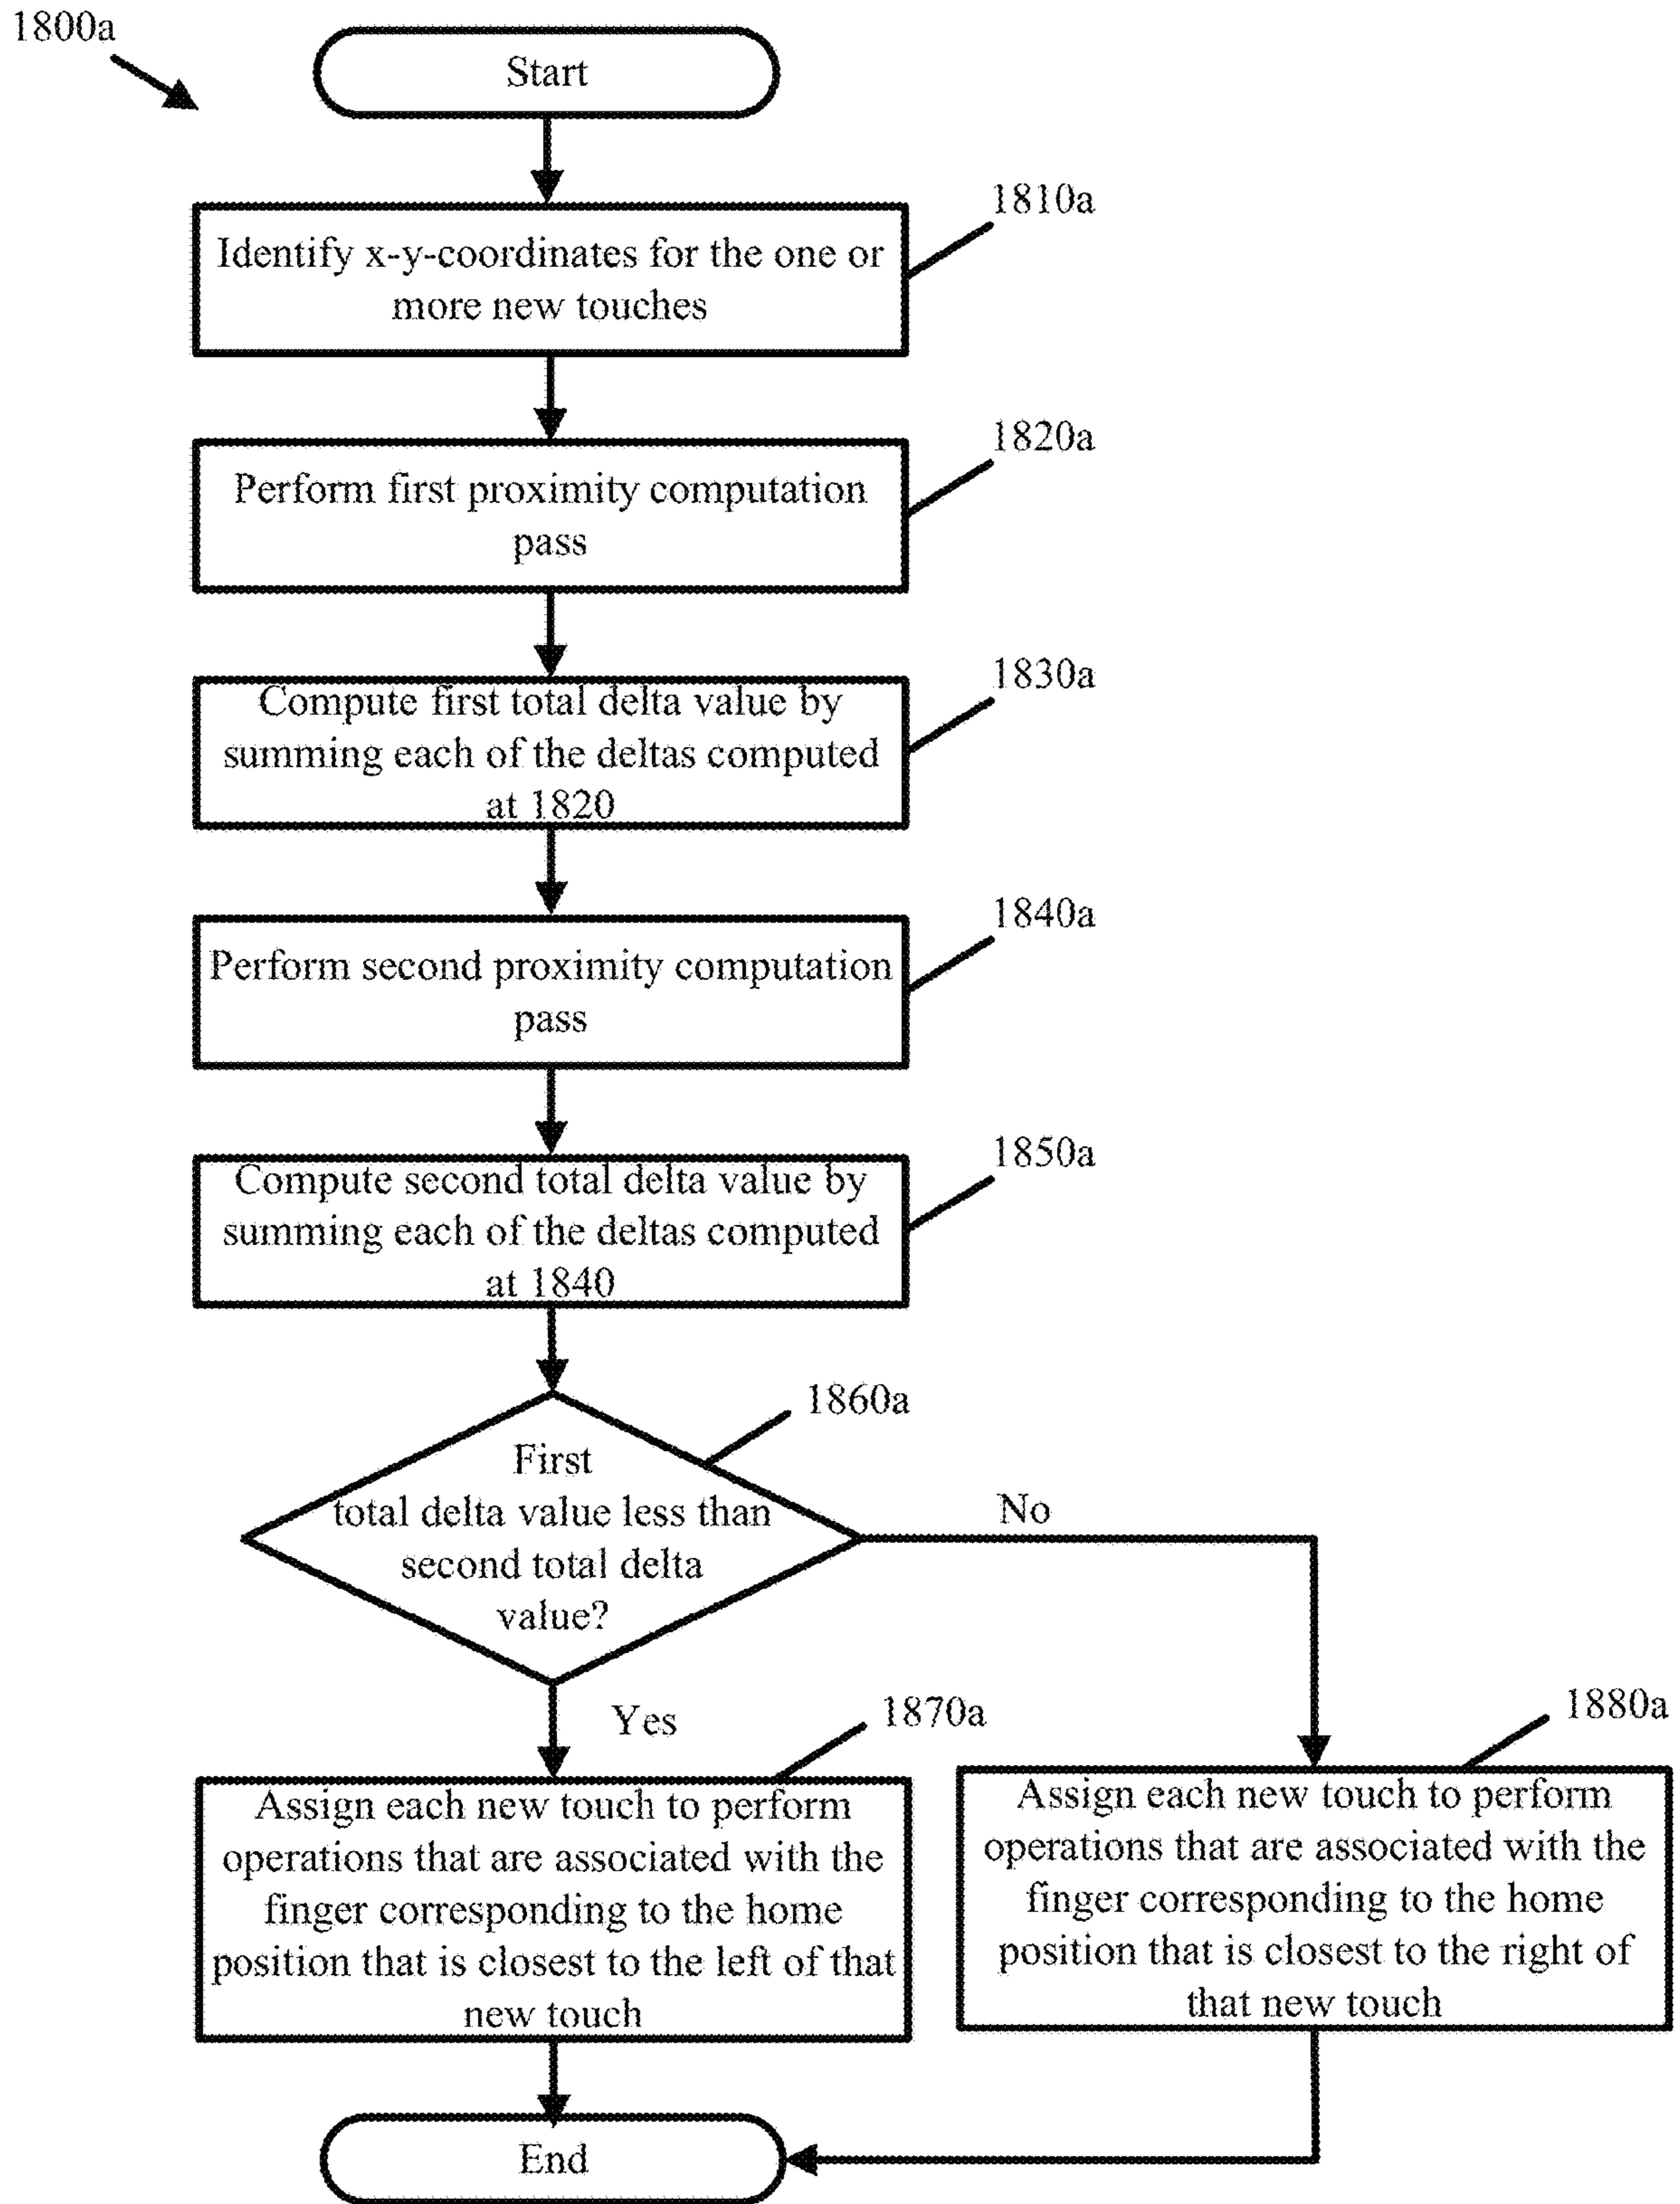 1800a
Start
1810a
Identify x-y-coordinates for the one or
more new touches
1820a
Perform first proximity computation
pass
1830a
Compute first total delta value by
summing each of the deltas computed
at 1820
1840a
Perform second proximity computation
pass
1850a
Compute second total delta value by
summing each of the deltas computed
at 1840
1860a
First
total delta value less than
second total delta
value?
No
Yes
1870a
Assign each new touch to perform
operations that are associated with the
finger corresponding to the home
position that is closest to the left of that
new touch
1880a
Assign each new touch to perform
operations that are associated with the
finger corresponding to the home
position that is closest to the right of
that new touch
End